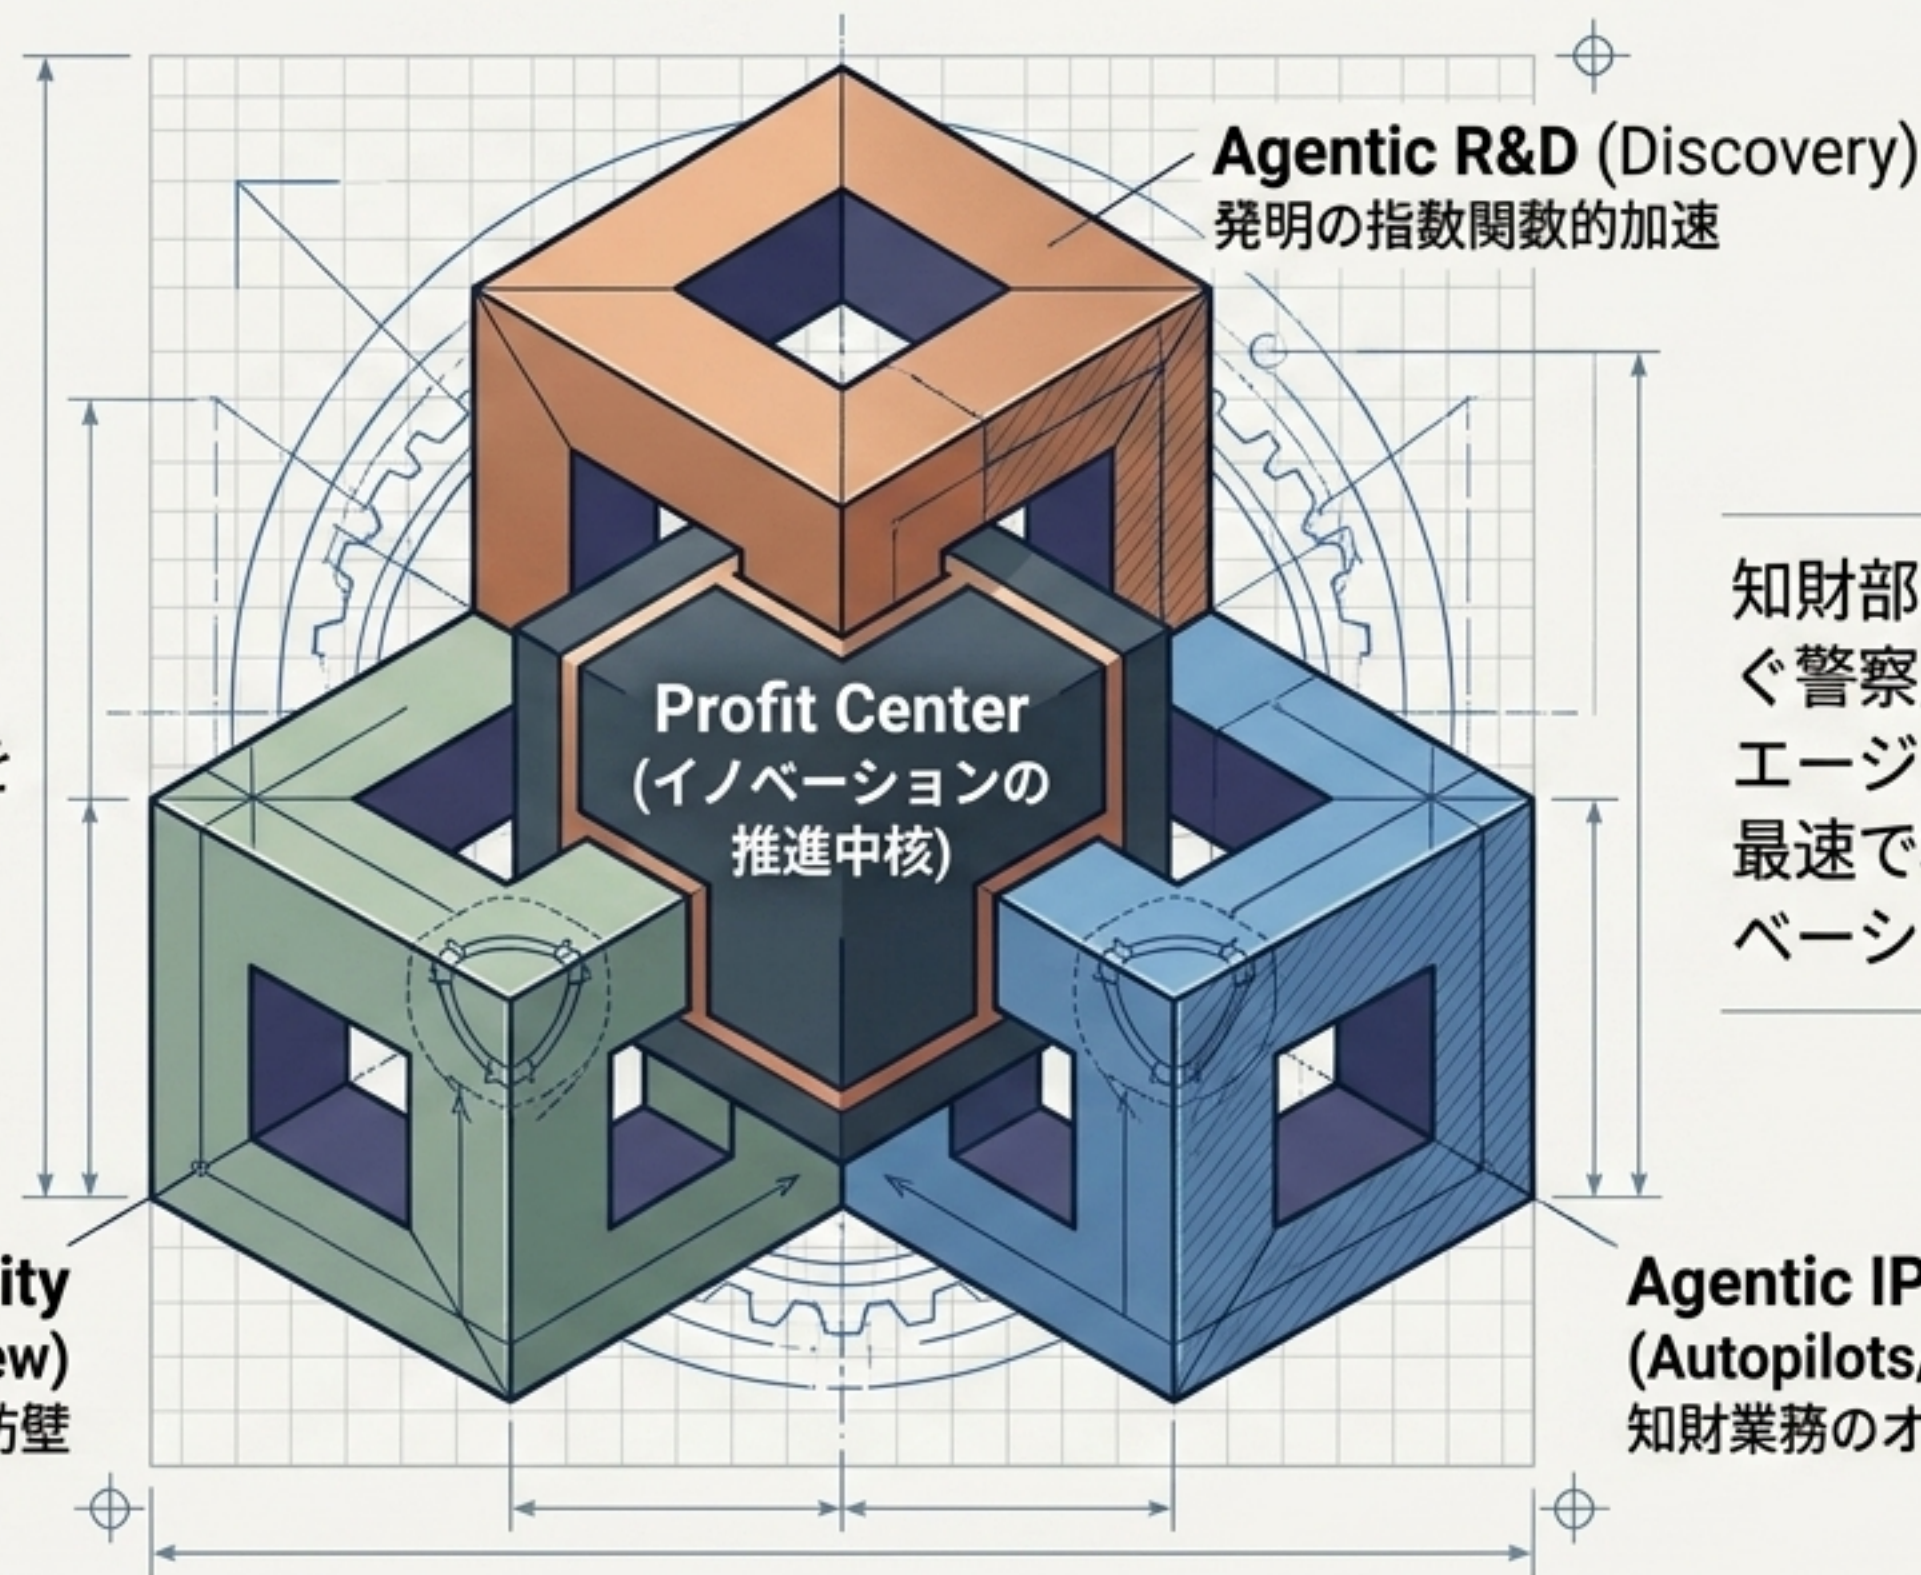 Agentic R&D (Discovery)
発明の指数関数的加速
知財部
ぐ警察
エージ
最速で
ベーシ
を
Profit Center
(イノベーションの
推進中核)
ity
ew)
防壁
Agentic IP
(Autopilots/
知財業務のオ